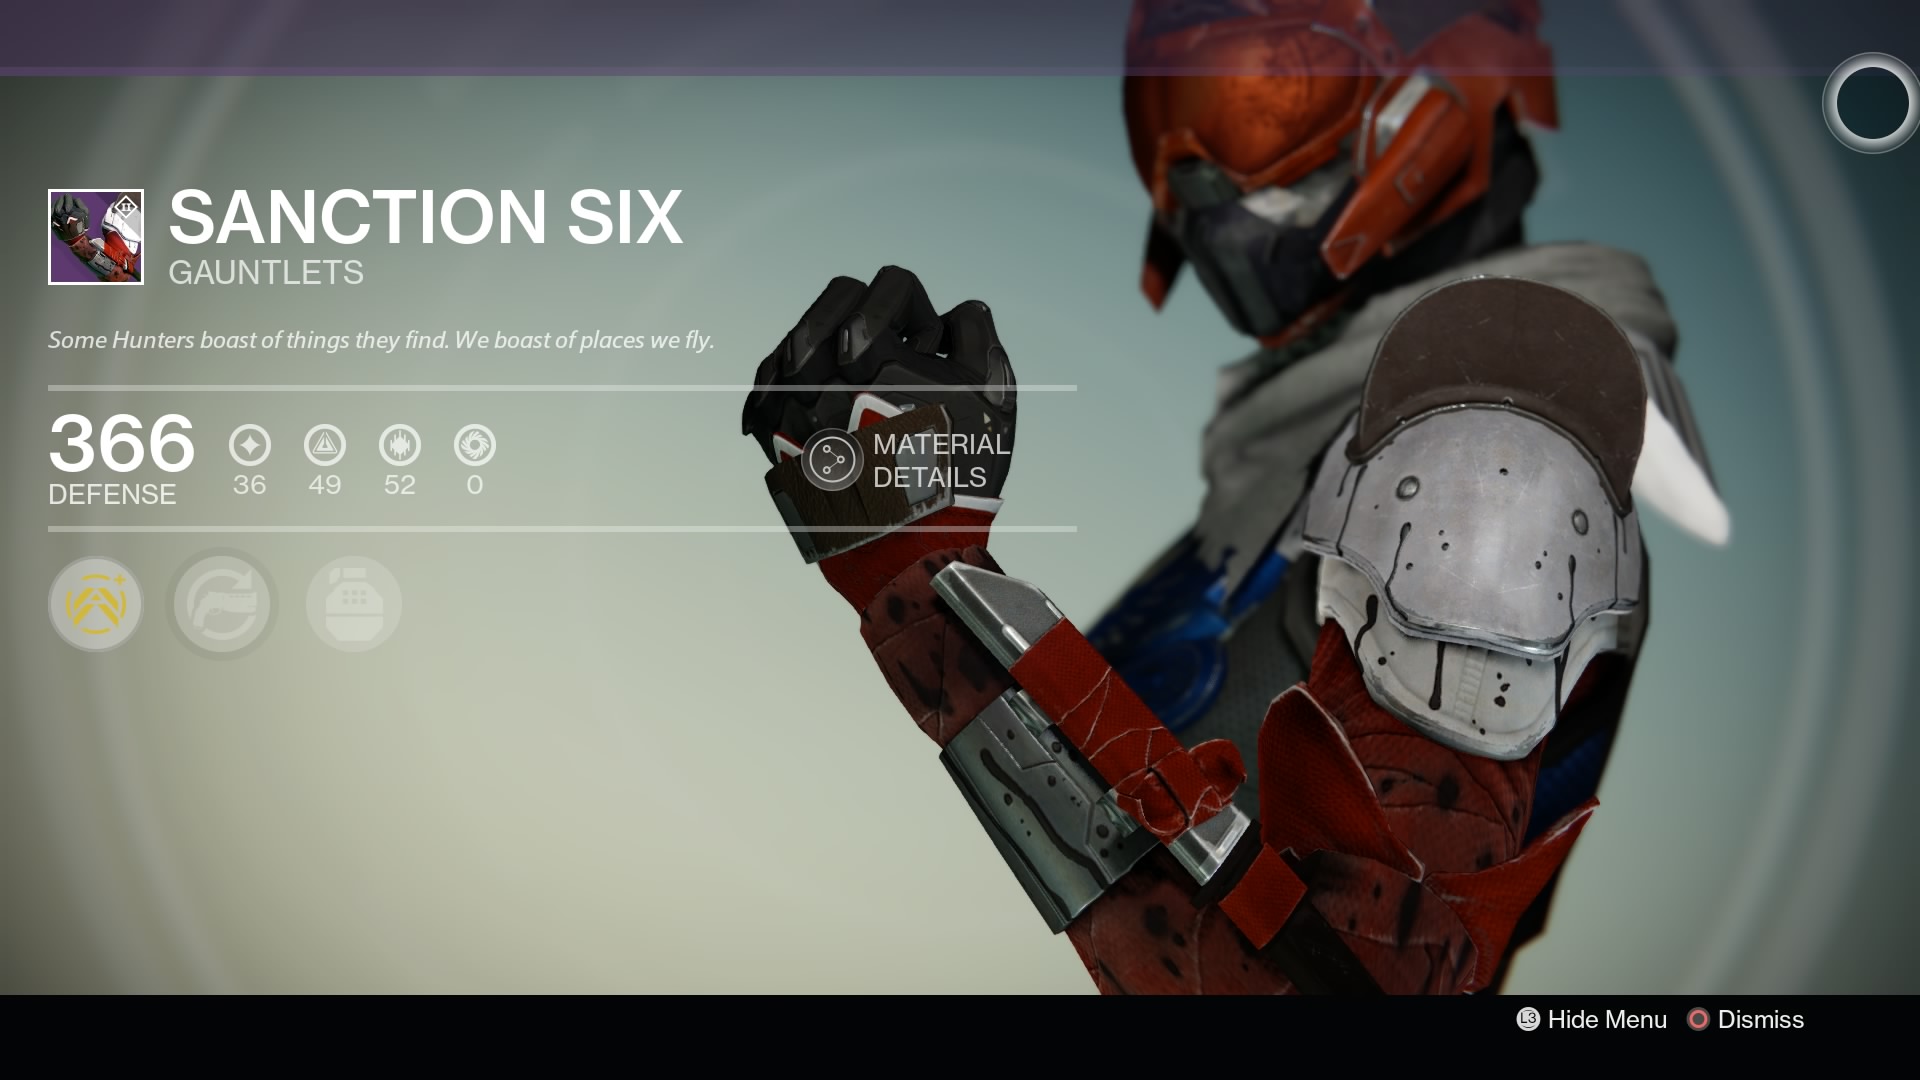 SANCTION SIX
GAUNTLETS
Some Hunters boast of things they find. We boast of places we fly.
366
DEFENSE
36 49 52 0
MATERIAL
DETAILS
L3 Hide Menu Dismiss